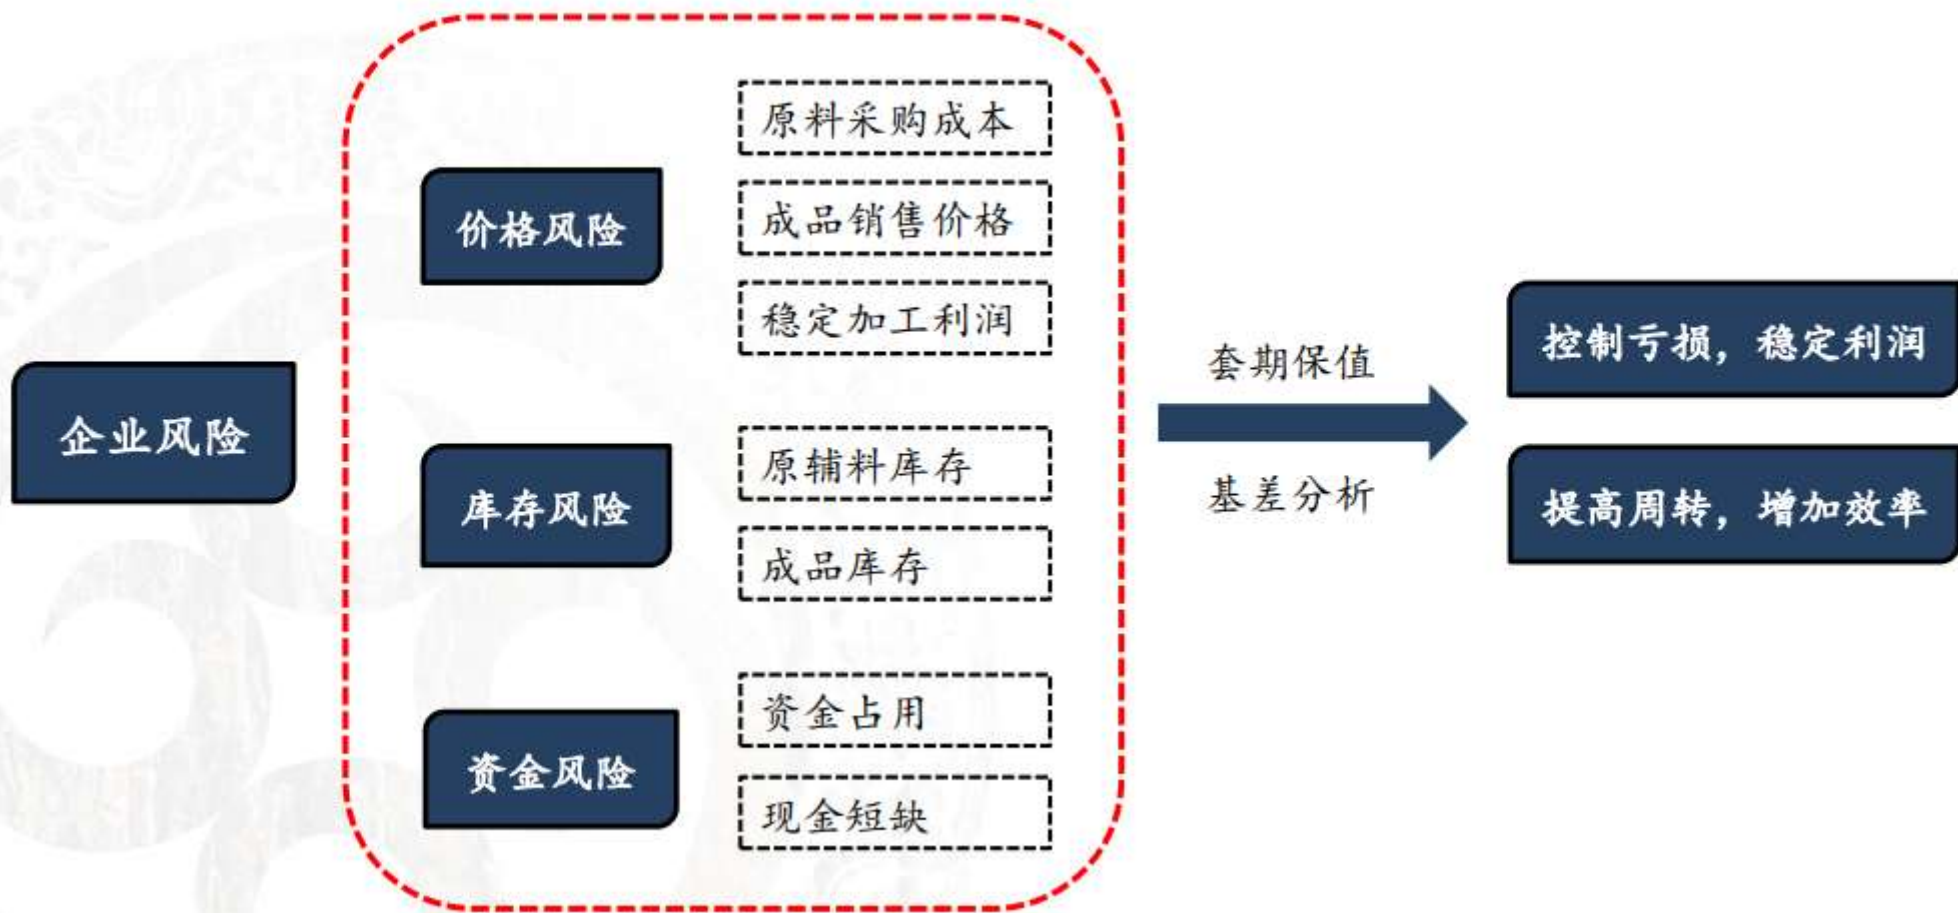 企业风险
价格风险
原料采购成本
成品销售价格
稳定加工利润
库存风险
原辅料库存
成品库存
资金风险
资金占用
现金短缺
套期保值
基差分析
控制亏损，稳定利润
提高周转，增加效率